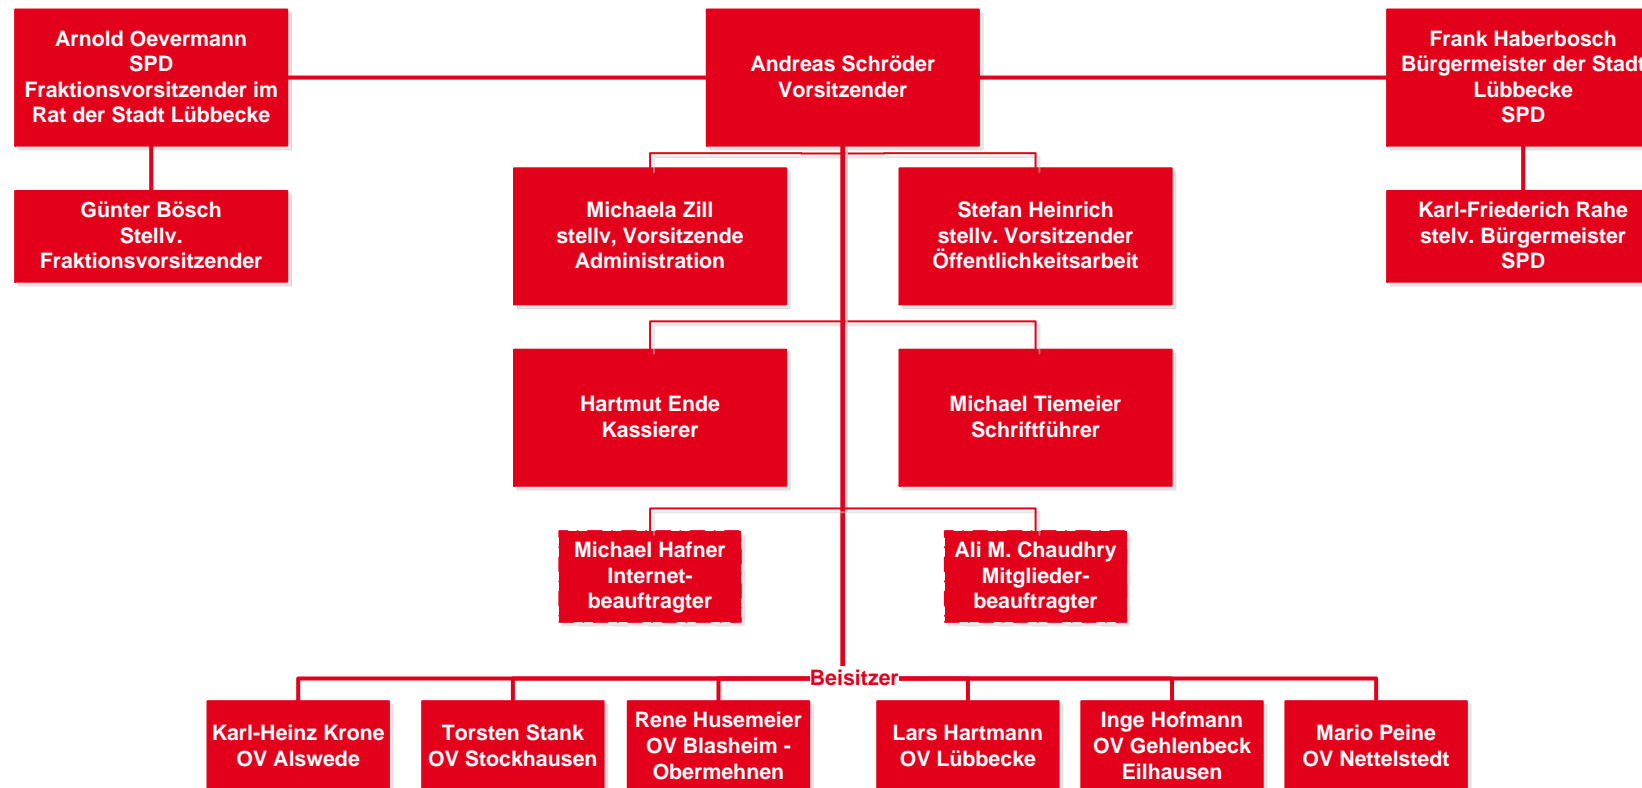 Arnold Oevermann
SPD
Fraktionsvorsitzender im
Rat der Stadt Lübbecke
Andreas Schröder
Vorsitzender
Frank Haberbosch
Bürgermeister der Stadt
Lübbecke
SPD
Günter Bösch
Stellv.
Fraktionsvorsitzender
Michaela Zill
stellv, Vorsitzende
Administration
Stefan Heinrich
stellv. Vorsitzender
Öffentlichkeitsarbeit
Karl-Friederich Rahe
stelv. Bürgermeister
SPD
Hartmut Ende
Kassierer
Michael Tiemeier
Schriftführer
Michael Hafner
Internet-
beauftragter
Ali M. Chaudhry
Mitglieder-
beauftragter
Beisitzer
Karl-Heinz Krone
OV Alswede
Torsten Stank
OV Stockhausen
Rene Husemeier
OV Blasheim -
Obermehnen
Lars Hartmann
OV Lübbecke
Inge Hofmann
OV Gehlenbeck
Eilhausen
Mario Peine
OV Nettelstedt